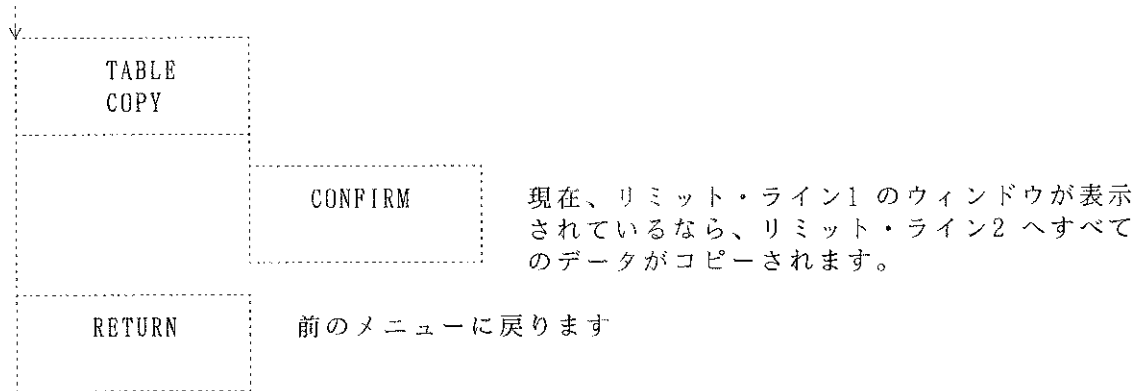 TABLE
COPY
CONFIRM
現在、リミット・ライン1 のウィンドウが表示
されているなら、リミット・ライン2 へすべて
のデータがコピーされます。
RETURN
前のメニューに戻ります